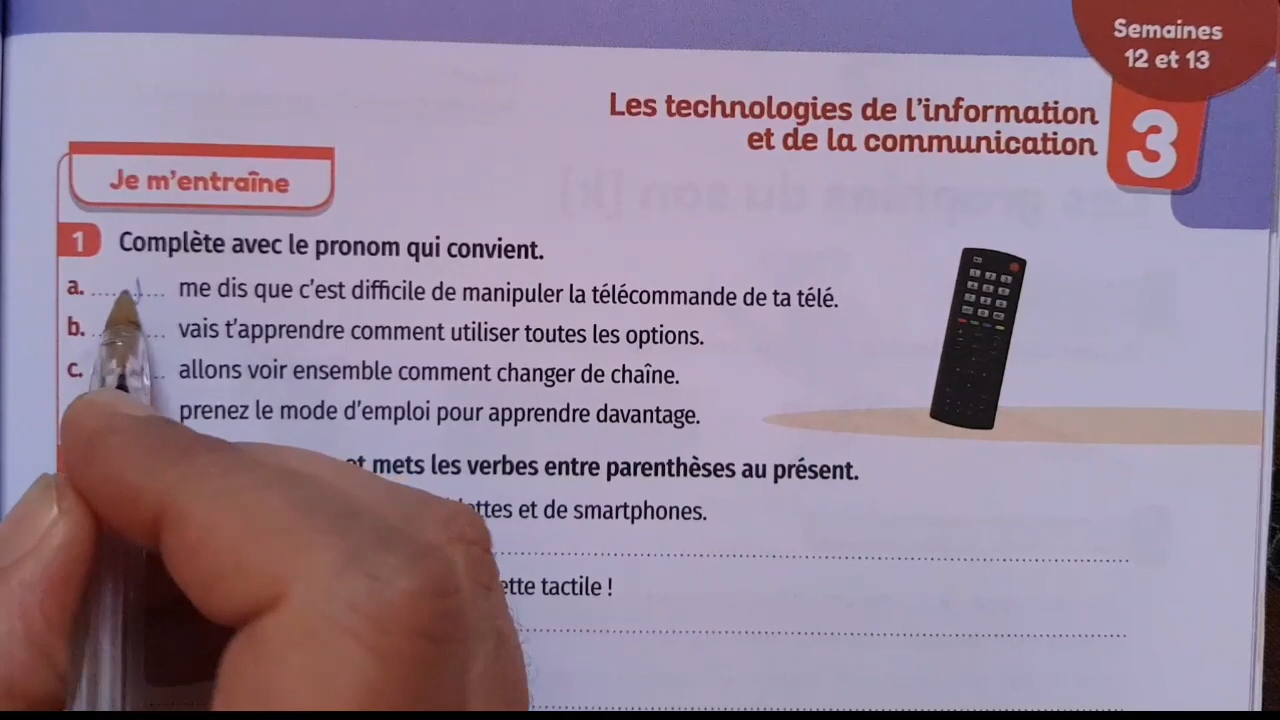 Semaines
12 et 13
Les technologies de l'information
et de la communication
3
Je m'entraîne
1 Complète avec le pronom qui convient.
a. ............ me dis que c'est difficile de manipuler la télécommande de ta télé.
b. ............ vais t'apprendre comment utiliser toutes les options.
c. ............ allons voir ensemble comment changer de chaîne.
prenez le mode d'emploi pour apprendre davantage.
et mets les verbes entre parenthèses au présent.
et de smartphones.
tactile !